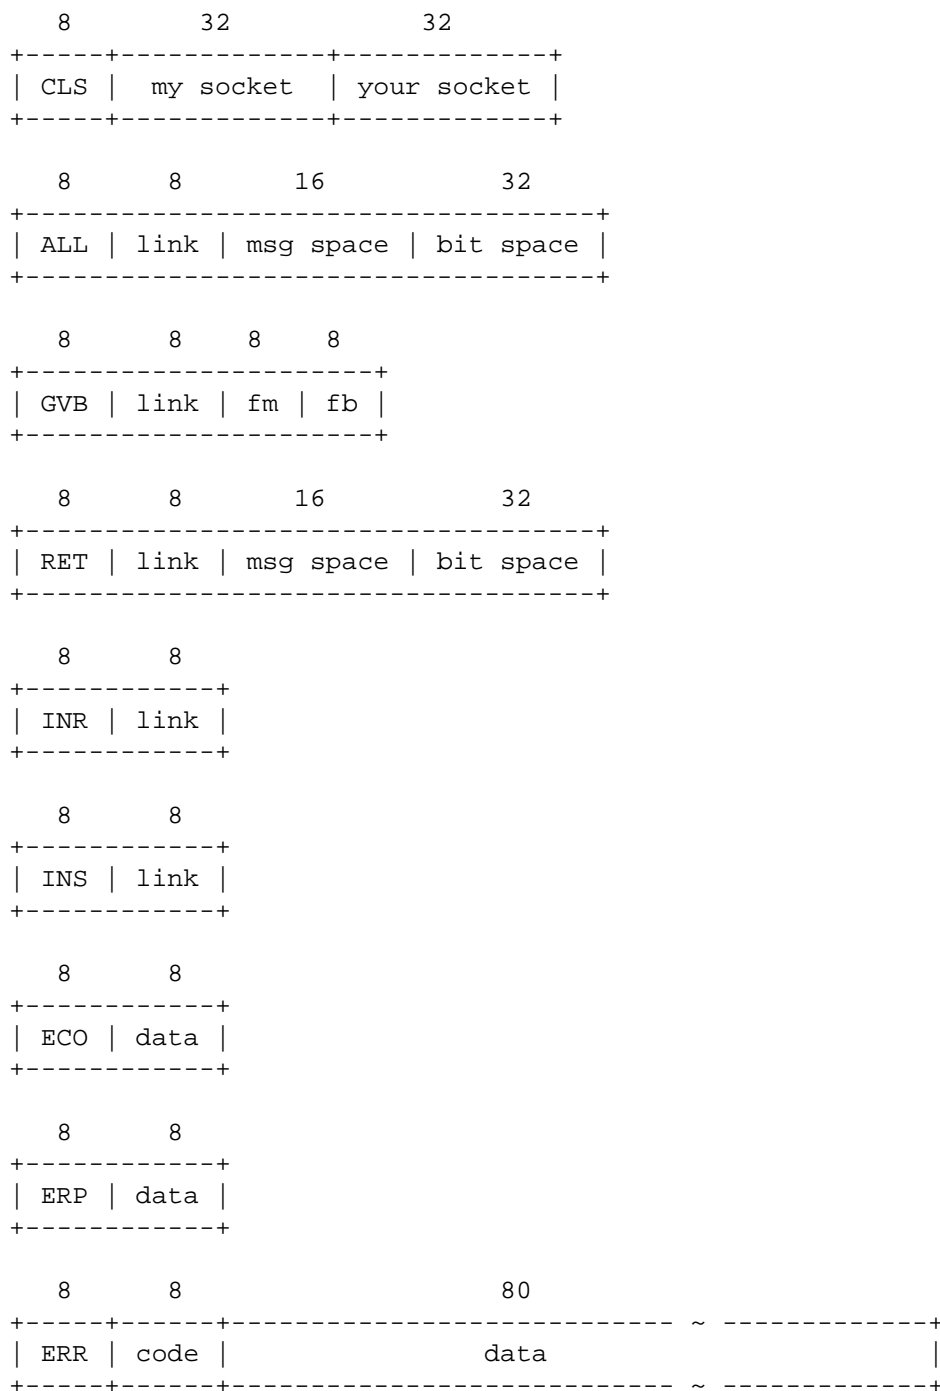 8        32            32
+-----+-------------+-------------+
| CLS |  my socket  | your socket |
+-----+-------------+-------------+
   8      8       16           32
+------------------------------------+
| ALL | link | msg space | bit space |
+------------------------------------+
   8      8    8    8
+----------------------+
| GVB | link | fm | fb |
+----------------------+
   8      8       16           32
+------------------------------------+
| RET | link | msg space | bit space |
+------------------------------------+
   8      8
+------------+
| INR | link |
+------------+
   8      8
+------------+
| INS | link |
+------------+
   8      8
+------------+
| ECO | data |
+------------+
   8      8
+------------+
| ERP | data |
+------------+
   8      8                    80
+-----+------+---------------------------- ~ -------------+
| ERR | code |                data                        |
+-----+------+---------------------------- ~ -------------+